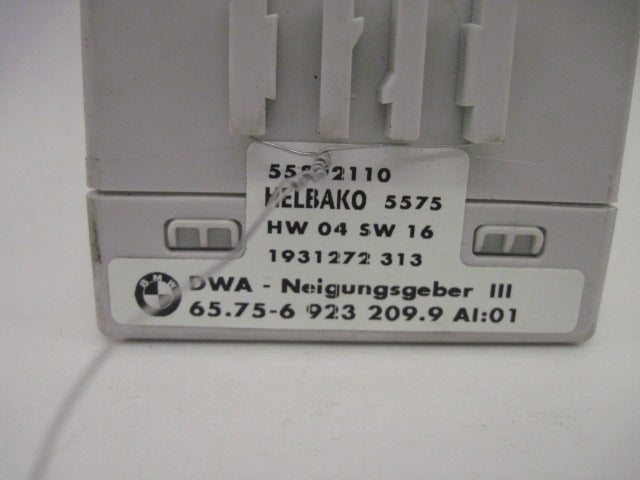 HELBAKO 5575
HW 04 SW 16
1931272 313
BMW
DWA - Neigungsgeber III
65.75-6 923 209.9 AI:01